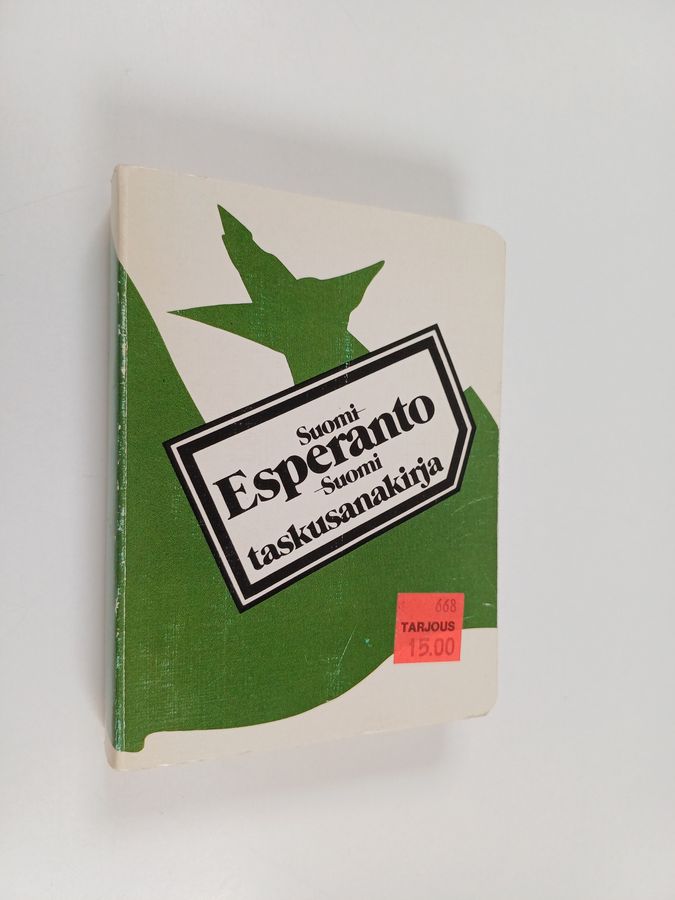 Suomi-
Esperanto
-Suomi
taskusanakirja
668
TARJOUS
15.00